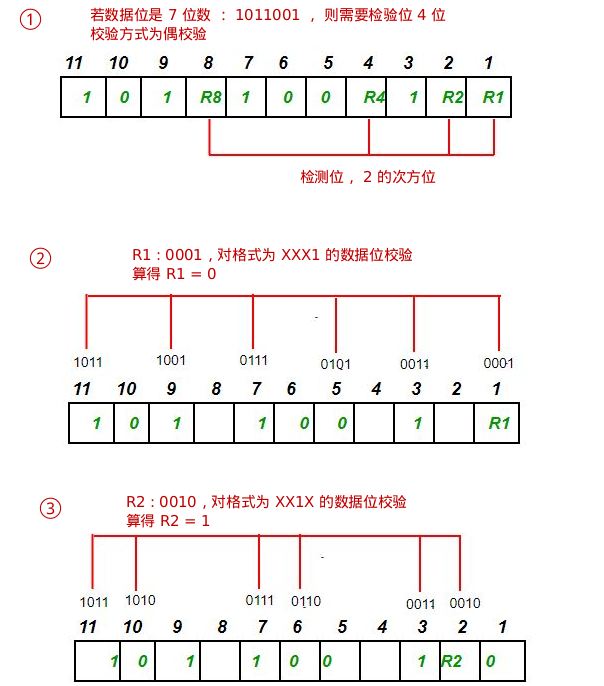 ① 若数据位是 7 位数 ： 1011001 ， 则需要检验位 4 位
校验方式为偶校验
11 10 9 8 7 6 5 4 3 2 1
1 0 1 R8 1 0 0 R4 1 R2 R1
检测位 ， 2 的次方位
② R1 : 0001 , 对格式为 XXX1 的数据位校验
算得 R1 = 0
1011 1001 0111 0101 0011 0001
11 10 9 8 7 6 5 4 3 2 1
1 0 1 1 0 0 1 R1
③ R2 : 0010 , 对格式为 XX1X 的数据位校验
算得 R2 = 1
1011 1010 0111 0110 0011 0010
11 10 9 8 7 6 5 4 3 2 1
1 0 1 1 0 0 1 R2 0